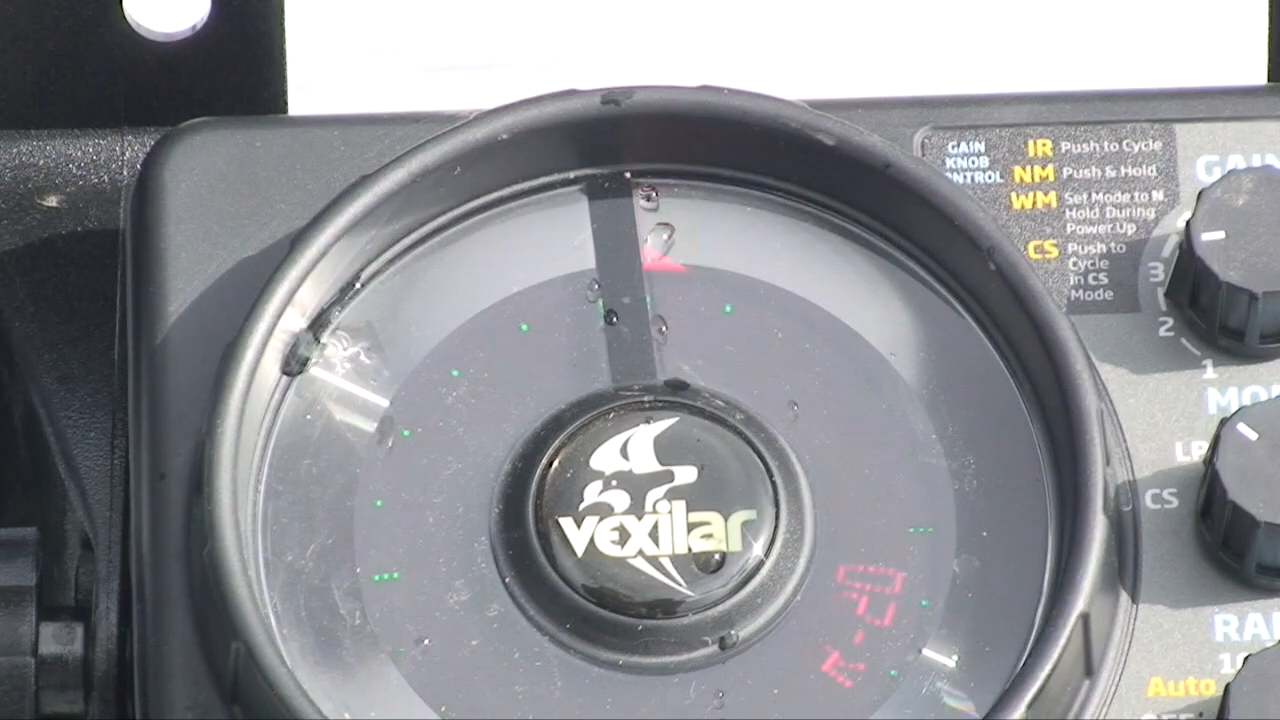 GAIN
KNOB
CONTROL
IR Push to Cycle
NM Push & Hold
WM Set Mode to N
Hold During
Power Up
CS Push to
Cycle
in CS
Mode
GAIN
3
2
1
LP
CS
Auto
vexilar